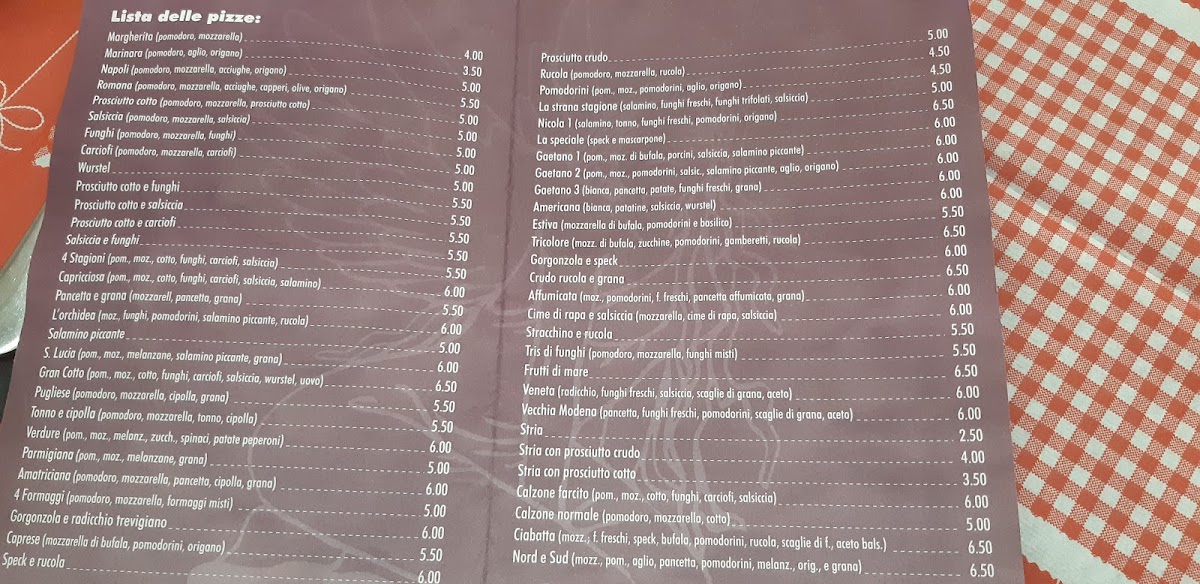 Lista delle pizze:
Margherita (pomodoro, mozzarella) 4.00
Marinara (pomodoro, aglio, origano) 3.50
Napoli (pomodoro, mozzarella, acciughe, origano) 5.00
Romana (pomodoro, mozzarella, acciughe, capperi, olive, origano) 5.50
Prosciutto cotto (pomodoro, mozzarella, prosciutto cotto) 5.00
Salsiccia (pomodoro, mozzarella, salsiccia) 5.00
Funghi (pomodoro, mozzarella, funghi) 5.00
Carciofi (pomodoro, mozzarella, carciofi) 5.00
Wurstel 5.00
Prosciutto cotto e funghi 5.50
Prosciutto cotto e salsiccia 5.50
Prosciutto cotto e carciofi 5.50
Salsiccia e funghi 5.50
4 Stagioni (pom., moz., cotto, funghi, carciofi, salsiccia) 5.50
Capricciosa (pom., moz., cotto, funghi, carciofi, salsiccia, salamino) 6.00
Pancetta e grana (mozzarell, pancetta, grana) 5.50
L'orchidea (moz., funghi, pomodorini, salamino piccante, rucola) 6.00
Salamino piccante 5.00
S. Lucia (pom., moz., melanzane, salamino piccante, grana) 6.00
Gran Cotto (pom., moz., cotto, funghi, carciofi, salsiccia, wurstel, uovo) 6.50
Pugliese (pomodoro, mozzarella, cipolla, grana) 5.50
Tonno e cipolla (pomodoro, mozzarella, tonno, cipolla) 5.50
Verdure (pom., moz., melanz., zucch., spinaci, patate peperoni) 6.00
Parmigiana (pom., moz., melanzane, grana) 5.00
Amatriciana (pomodoro, mozzarella, pancetta, cipolla, grana) 6.00
4 Formaggi (pomodoro, mozzarella, formaggi misti) 5.00
Gorgonzola e radicchio trevigiano 6.00
Caprese (mozzarella di bufala, pomodorini, origano) 5.50
Speck e rucola 6.00
Prosciutto crudo 5.00
Rucola (pomodoro, mozzarella, rucola) 4.50
Pomodorini (pom., moz., pomodorini, aglio, origano) 4.50
La strana stagione (salamino, funghi freschi, funghi trifolati, salsiccia) 5.00
Nicola 1 (salamino, tonno, funghi freschi, pomodorini, origano) 6.50
La speciale (speck e mascarpone) 6.00
Gaetano 1 (pom., moz. di bufala, porcini, salsiccia, salamino piccante) 6.00
Gaetano 2 (pom., moz., pomodorini, salsic., salamino piccante, aglio, origano) 6.00
Gaetano 3 (bianca, pancetta, patate, funghi freschi, grana) 6.00
Americana (bianca, patatine, salsiccia, wurstel) 6.00
Estiva (mozzarella di bufala, pomodorini e basilico) 5.50
Tricolore (mozz. di bufala, zucchine, pomodorini, gamberetti, rucola) 6.50
Gorgonzola e speck 6.00
Crudo rucola e grana 6.50
Affumicata (moz., pomodorini, f. freschi, pancetta affumicata, grana) 6.00
Cime di rapa e salsiccia (mozzarella, cime di rapa, salsiccia) 6.00
Stracchino e rucola 5.50
Tris di funghi (pomodoro, mozzarella, funghi misti) 5.50
Frutti di mare 6.50
Veneta (radicchio, funghi freschi, salsiccia, scaglie di grana, aceto) 6.00
Vecchia Modena (pancetta, funghi freschi, pomodorini, scaglie di grana, aceto) 6.00
Stria 2.50
Stria con prosciutto crudo 4.00
Stria con prosciutto cotto 3.50
Calzone farcito (pom., moz., cotto, funghi, carciofi, salsiccia) 6.00
Calzone normale (pomodoro, mozzarella, cotto) 5.00
Ciabatta (mozz., f. freschi, speck, bufala, pomodorini, rucola, scaglie di f., aceto bals.) 6.50
Nord e Sud (mozz., pom., aglio, pancetta, pomodorini, melanz., orig., e grana) 6.50